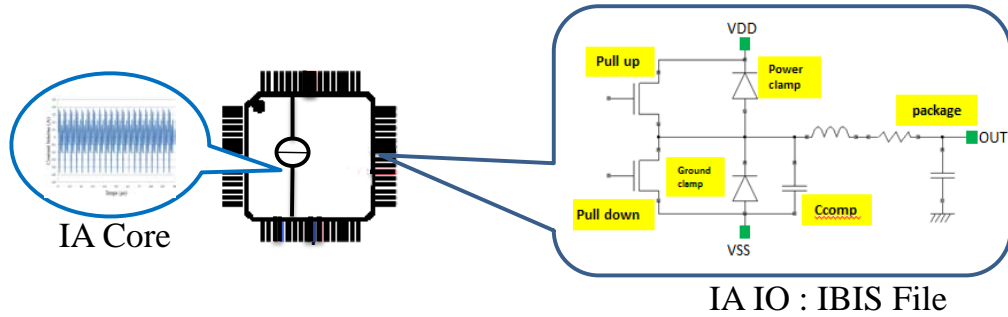 VDD
Pull up
Power
clamp
package
OUT
Ground
clamp
Pull down
Ccomp
VSS
IA Core
IA IO : IBIS File